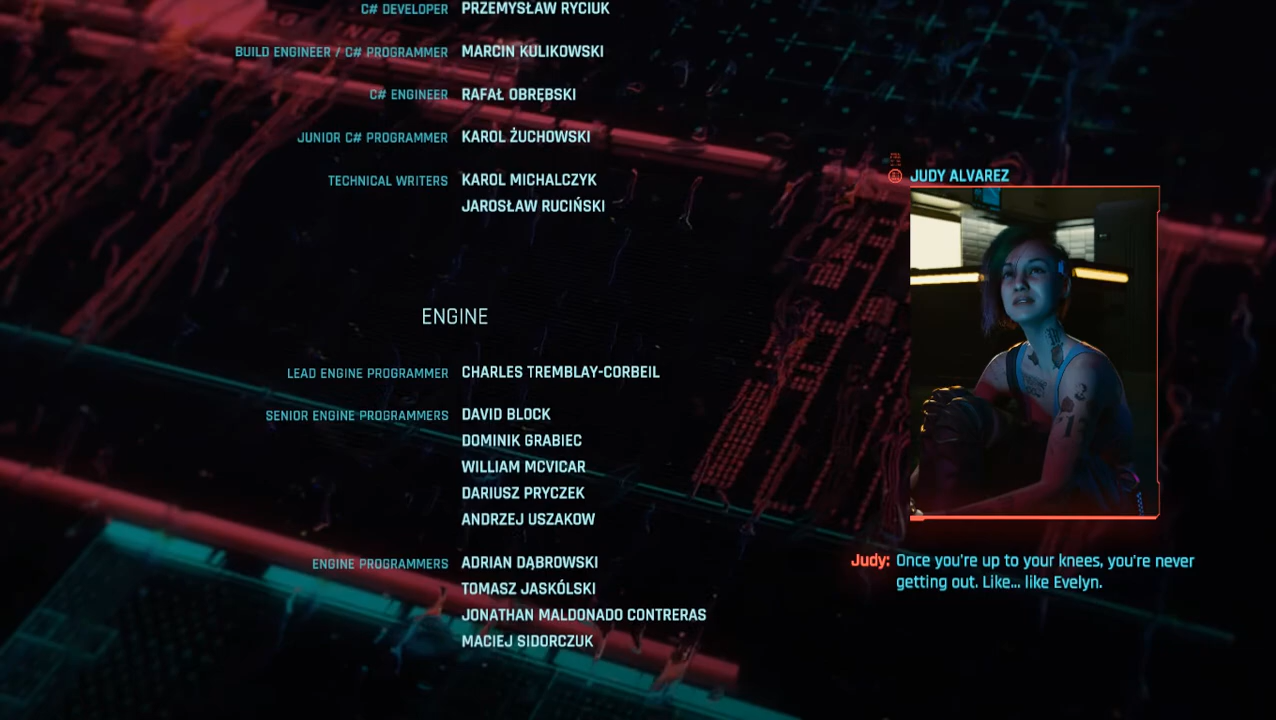 C# DEVELOPER PRZEMYSŁAW RYCIUK
BUILD ENGINEER / C# PROGRAMMER MARCIN KULIKOWSKI
C# ENGINEER RAFAŁ OBRĘBSKI
JUNIOR C# PROGRAMMER KAROL ŻUCHOWSKI
TECHNICAL WRITERS KAROL MICHALCZYK
JAROSŁAW RUCIŃSKI
ENGINE
LEAD ENGINE PROGRAMMER CHARLES TREMBLAY-CORBEIL
SENIOR ENGINE PROGRAMMERS DAVID BLOCK
DOMINIK GRABIEC
WILLIAM MCVICAR
DARIUSZ PRYCZEK
ANDRZEJ USZAKOW
ENGINE PROGRAMMERS ADRIAN DĄBROWSKI
TOMASZ JASKÓLSKI
JONATHAN MALDONADO CONTRERAS
MACIEJ SIDORCZUK
JUDY ALVAREZ
Judy: Once you're up to your knees, you're never
getting out. Like... like Evelyn.